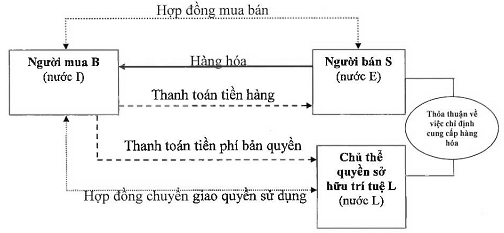 Hợp đồng mua bán
Người mua B
(nước I)
Hàng hóa
Người bán S
(nước E)
Thanh toán tiền hàng
Thỏa thuận về
việc chỉ định
cung cấp hàng
hóa
Thanh toán tiền phí bản quyền
Chủ thể
quyền sở
hữu trí tuệ L
(nước L)
Hợp đồng chuyển giao quyền sử dụng